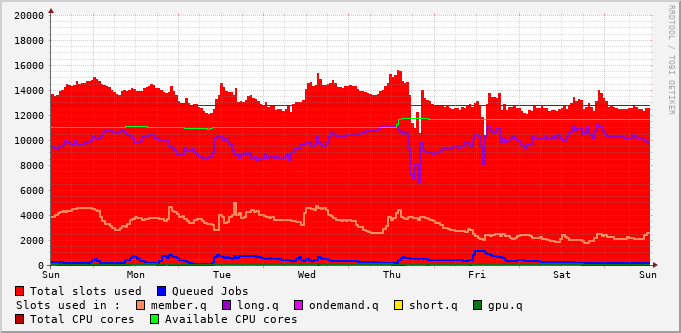 20000
18000
16000
14000
12000
10000
8000
6000
4000
2000
0
Sun Mon Tue Wed Thu Fri Sat Sun
RRDTOOL / TOBI OETIKER
Total slots used Queued Jobs
Slots used in : member.q long.q ondemand.q short.q gpu.q
Total CPU cores Available CPU cores